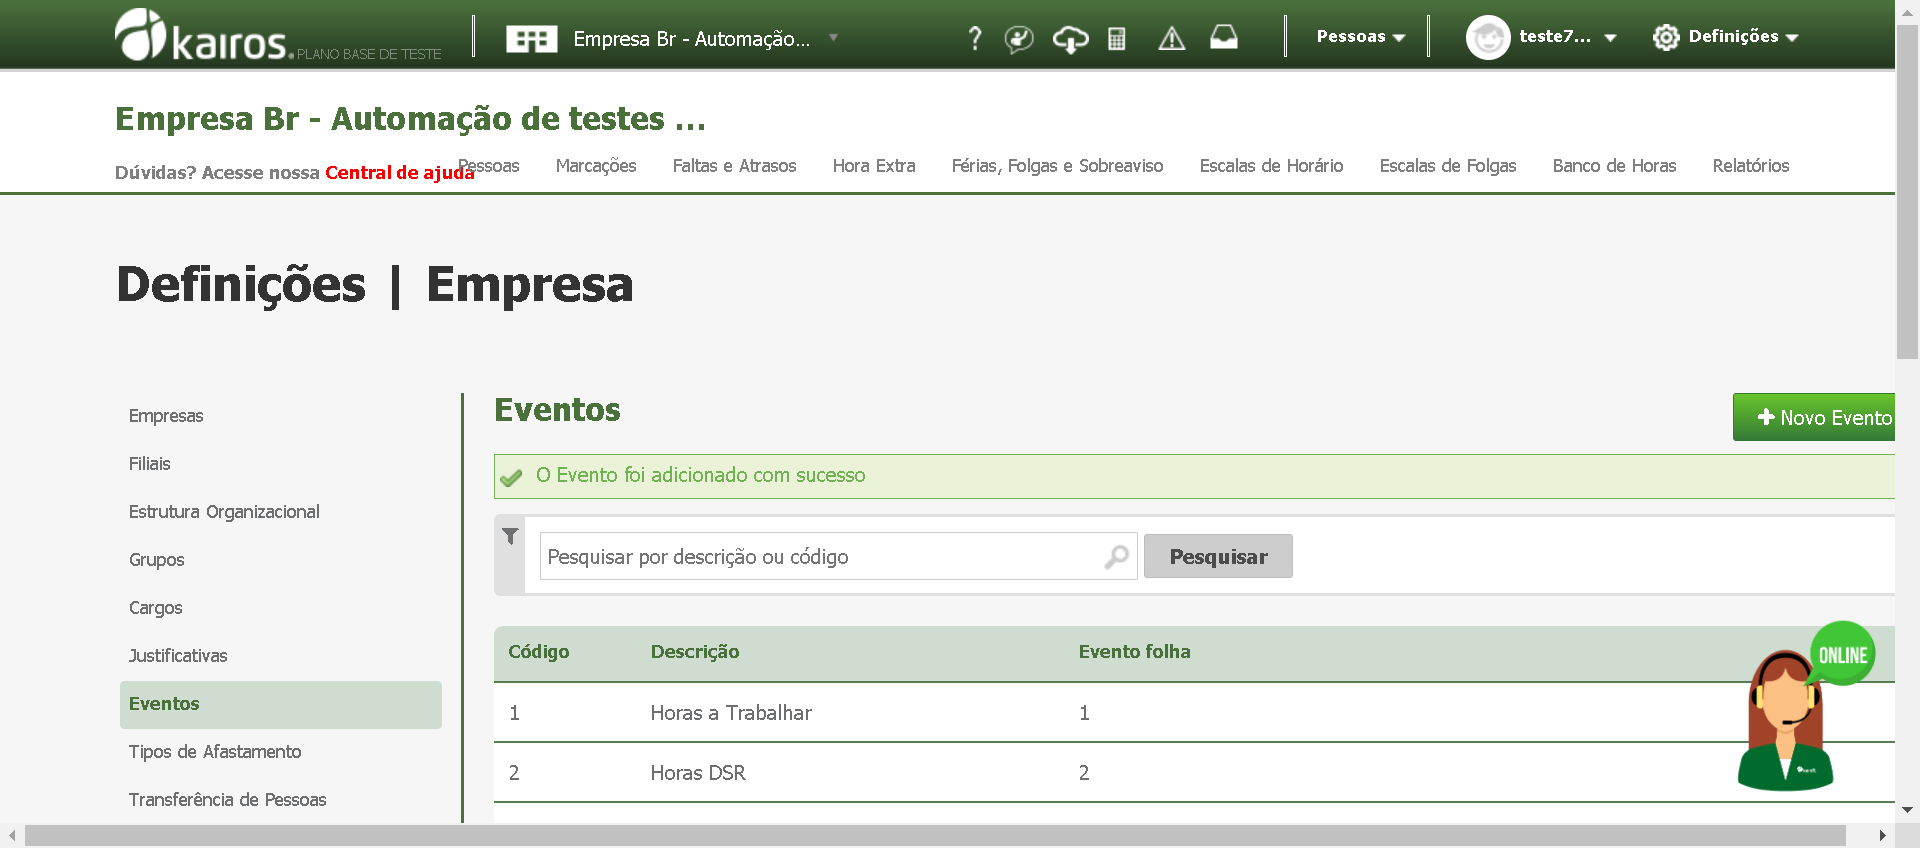 kairos. PLANO BASE DE TESTE
Empresa Br - Automação...
?
Pessoas
teste7...
Definições
Empresa Br - Automação de testes ...
Dúvidas? Acesse nossa Central de ajuda
Pessoas
Marcações
Faltas e Atrasos
Hora Extra
Férias, Folgas e Sobreaviso
Escalas de Horário
Escalas de Folgas
Banco de Horas
Relatórios
Definições | Empresa
Empresas
Filiais
Estrutura Organizacional
Grupos
Cargos
Justificativas
Eventos
Tipos de Afastamento
Transferência de Pessoas
Eventos
Novo Evento
O Evento foi adicionado com sucesso
Pesquisar por descrição ou código
Pesquisar
Código Descrição Evento folha
1 Horas a Trabalhar 1
2 Horas DSR 2
ONLINE